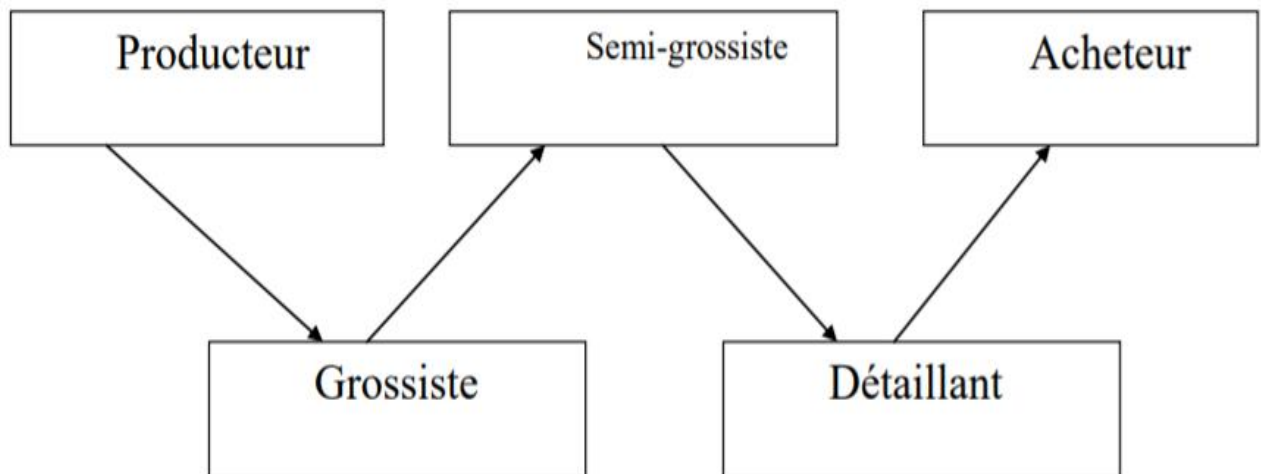 Producteur
Semi-grossiste
Acheteur
Grossiste
Détaillant